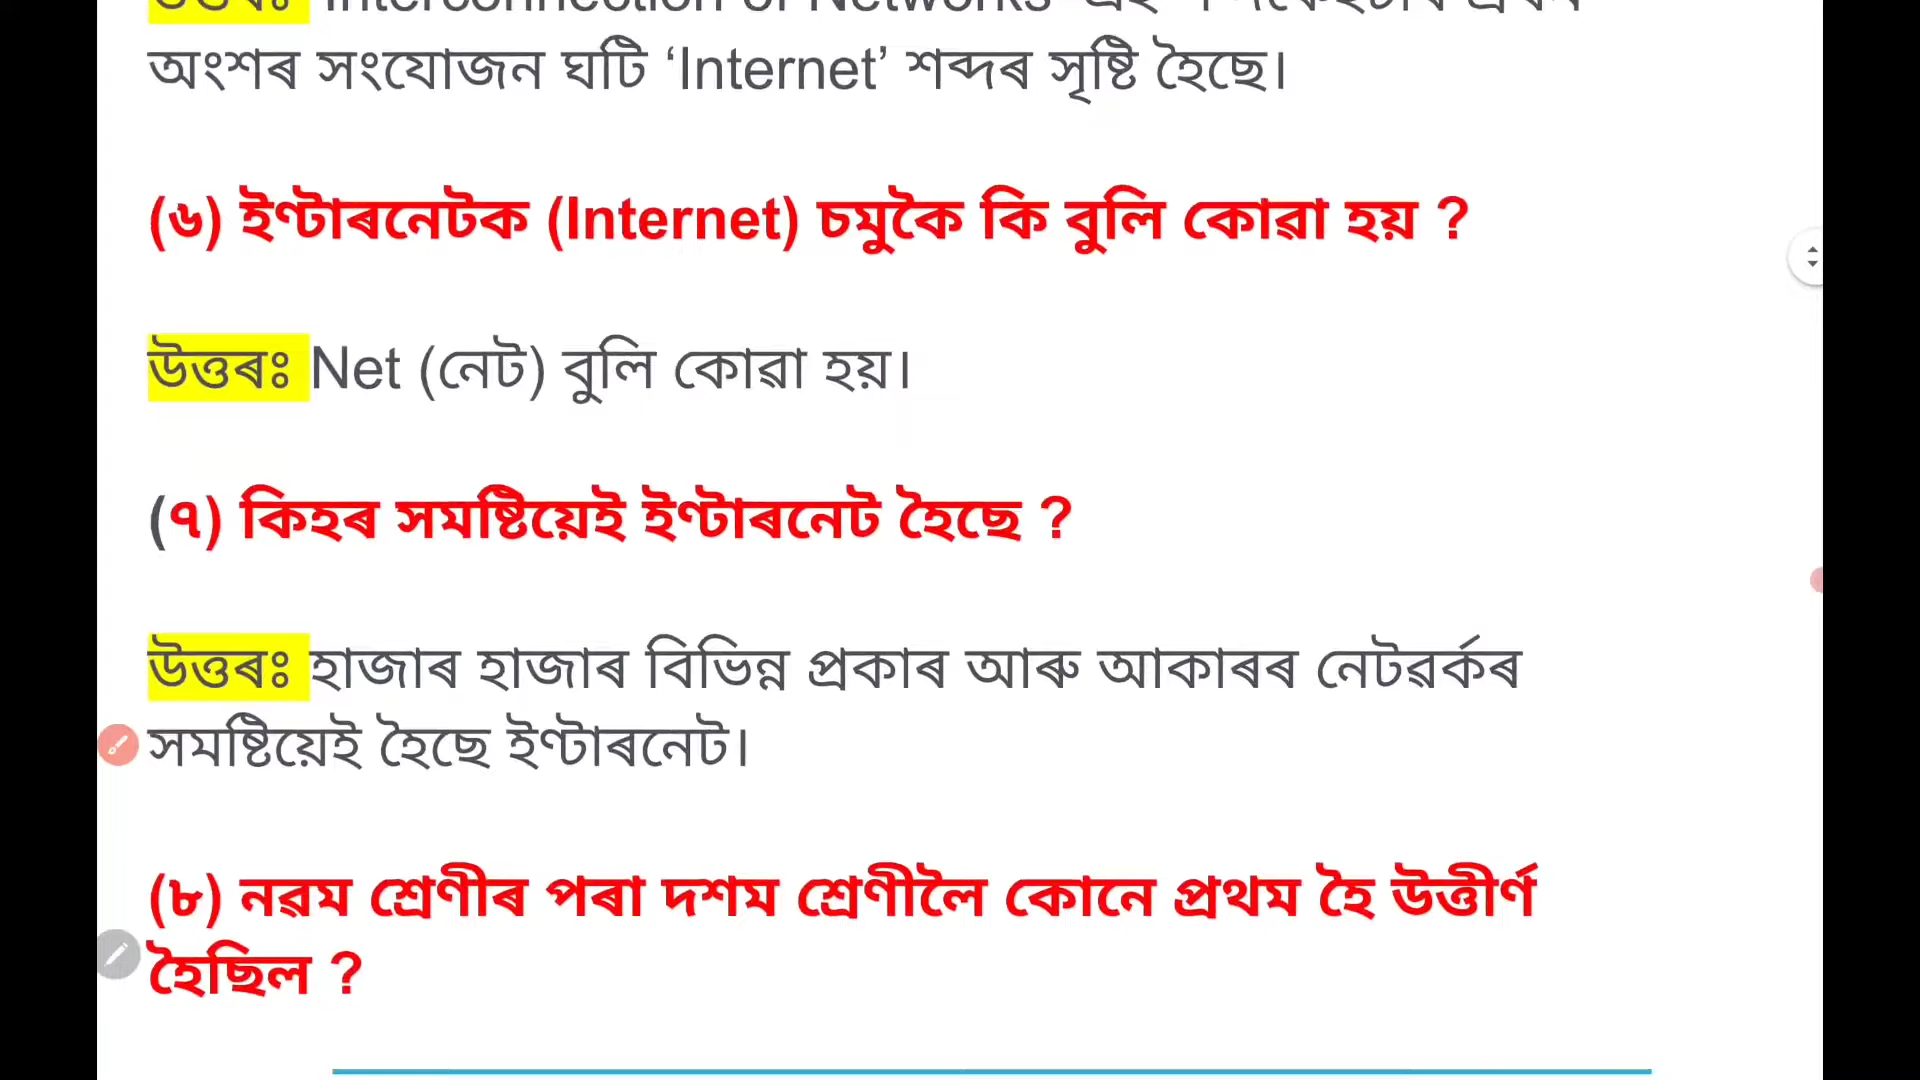 of Networks
অংশৰ সংযোজন ঘটি ‘Internet’ শব্দৰ সৃষ্টি হৈছে।
(৬) ইণ্টাৰনেটক (Internet) চমুকৈ কি বুলি কোৱা হয় ?
উত্তৰঃ Net (নেট) বুলি কোৱা হয়।
(৭) কিহৰ সমষ্টিয়েই ইণ্টাৰনেট হৈছে ?
উত্তৰঃ হাজাৰ হাজাৰ বিভিন্ন প্ৰকাৰ আৰু আকাৰৰ নেটৱৰ্কৰ
সমষ্টিয়েই হৈছে ইণ্টাৰনেট।
(৮) নৱম শ্ৰেণীৰ পৰা দশম শ্ৰেণীলৈ কোনে প্ৰথম হৈ উত্তীৰ্ণ
হৈছিল ?